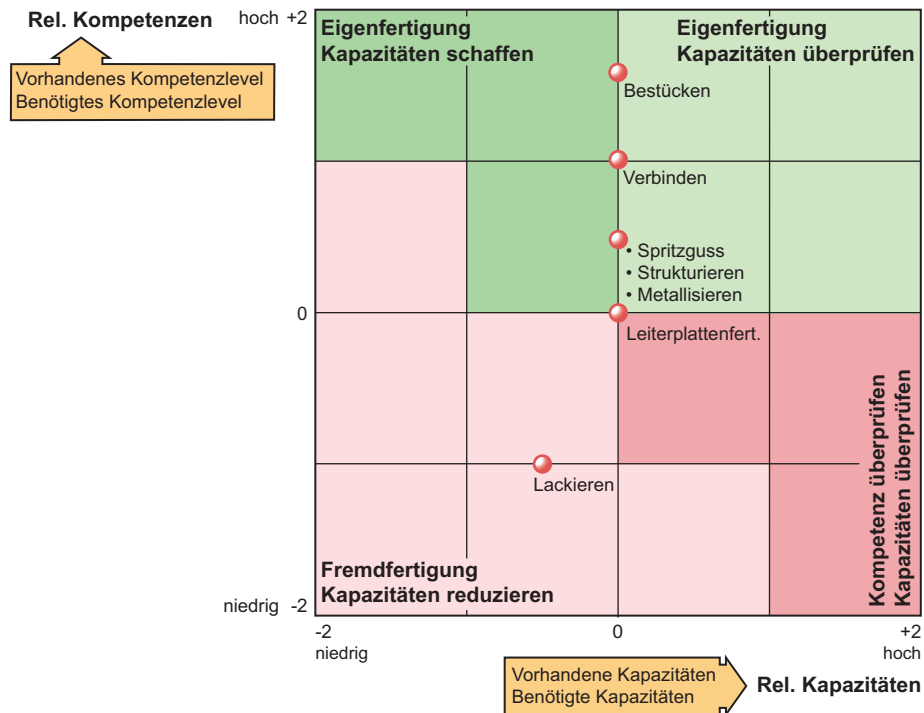 Rel. Kompetenzen
Vorhandenes Kompetenzlevel
Benötigtes Kompetenzlevel
hoch +2
0
niedrig -2
Eigenfertigung
Kapazitäten schaffen
Eigenfertigung
Kapazitäten überprüfen
Bestücken
Verbinden
• Spritzguss
• Strukturieren
• Metallisieren
Leiterplattenfert.
Lackieren
Fremdfertigung
Kapazitäten reduzieren
Kompetenz überprüfen
Kapazitäten überprüfen
-2
niedrig
0
+2
hoch
Vorhandene Kapazitäten
Benötigte Kapazitäten
Rel. Kapazitäten